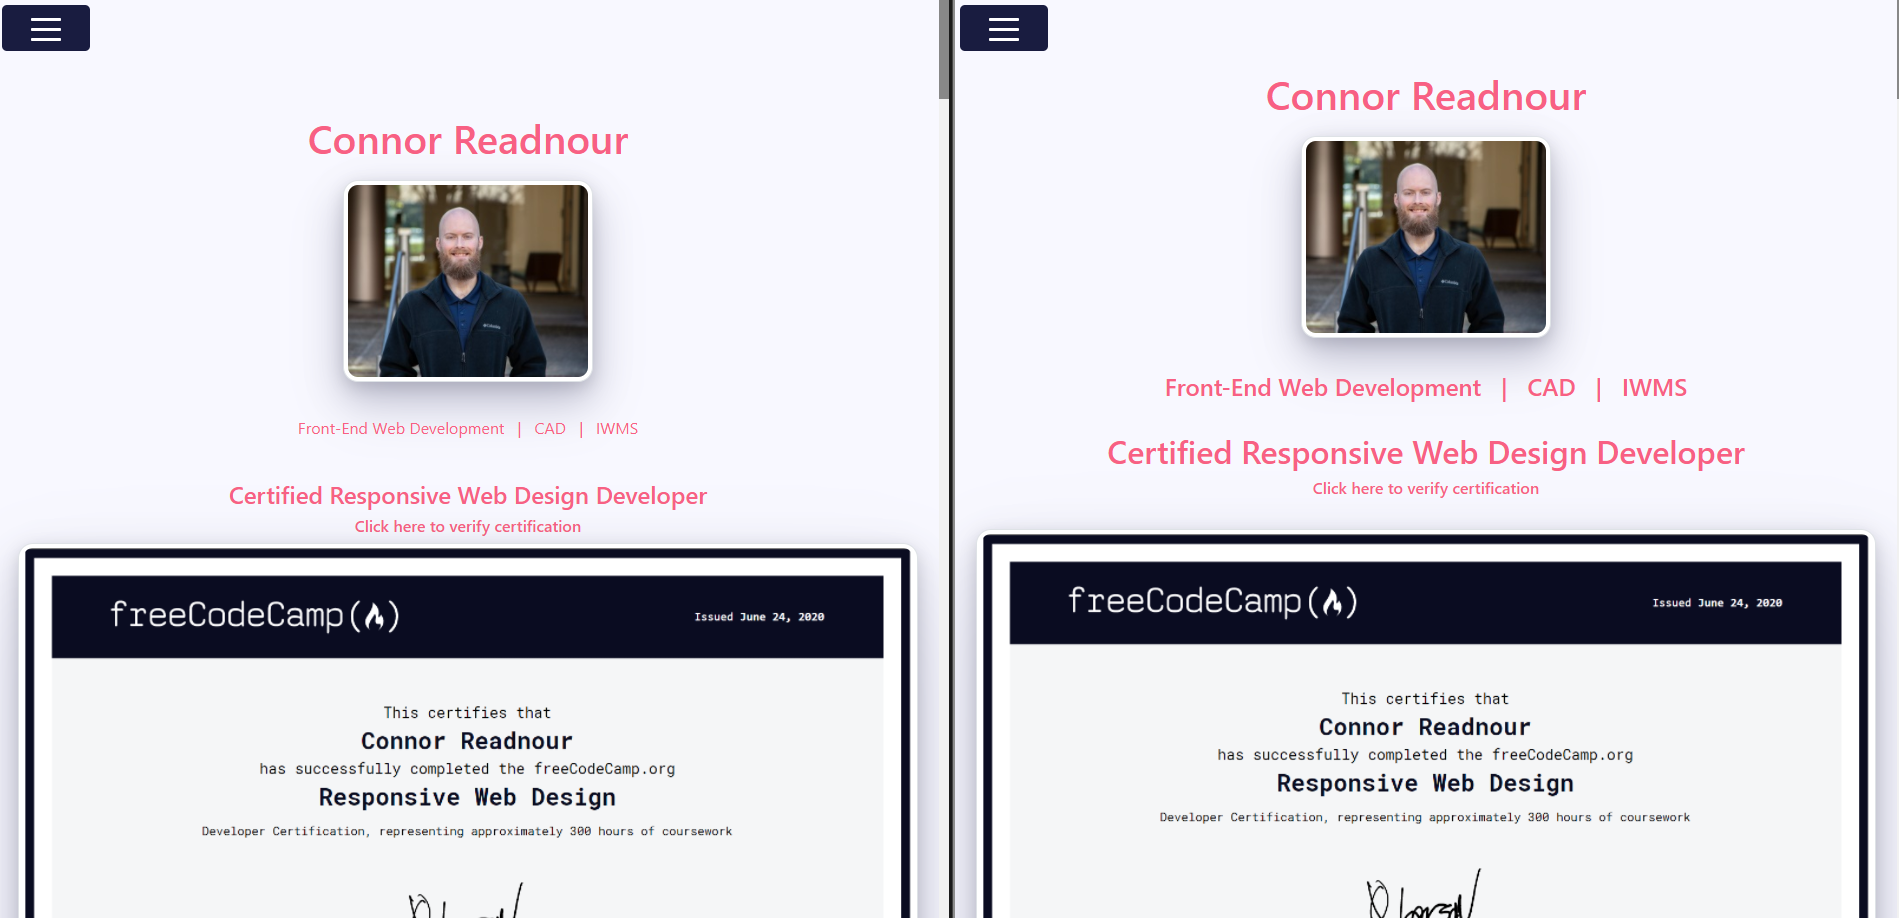 Connor Readnour
Front-End Web Development | CAD | IWMS
Certified Responsive Web Design Developer
Click here to verify certification
freeCodeCamp
Issued June 24, 2020
This certifies that
Connor Readnour
has successfully completed the freeCodeCamp.org
Responsive Web Design
Developer Certification, representing approximately 300 hours of coursework
Connor Readnour
Front-End Web Development | CAD | IWMS
Certified Responsive Web Design Developer
Click here to verify certification
freeCodeCamp
Issued June 24, 2020
This certifies that
Connor Readnour
has successfully completed the freeCodeCamp.org
Responsive Web Design
Developer Certification, representing approximately 300 hours of coursework